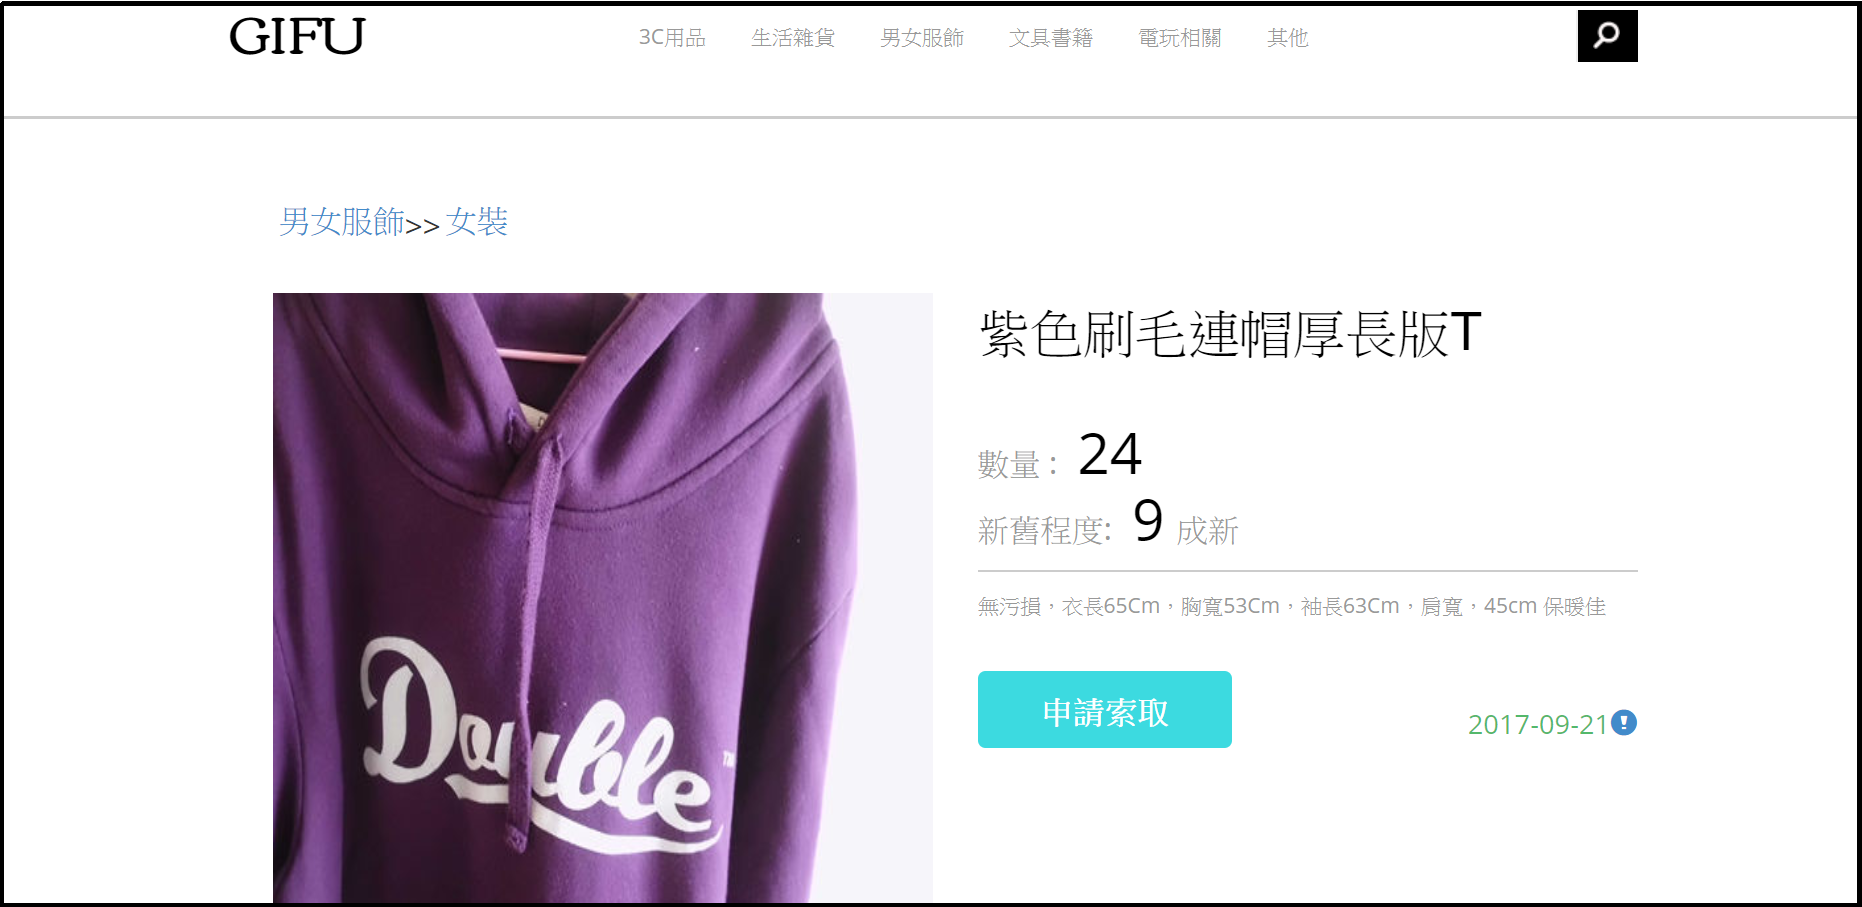 GIFU
3C用品 生活雜貨 男女服飾 文具書籍 電玩相關 其他
男女服飾>> 女裝
紫色刷毛連帽厚長版T
數量： 24
新舊程度: 9 成新
無污損，衣長65Cm，胸寬53Cm，袖長63Cm，肩寬，45cm 保暖佳
申請索取
2017-09-21
Double
TM